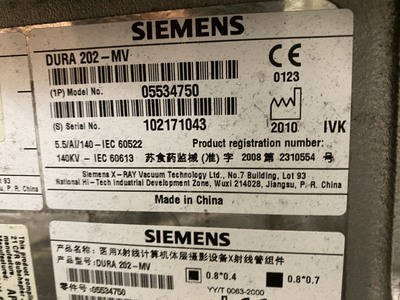 SIEMENS
DURA 202-MV
(1P) Model No. 05534750
0123
(S) Serial No. 102171043
2010 IVK
5.5/Al/140 - IEC 60522 Product registration number:
140KV - IEC 60613 苏食药监械 (准) 字 2008 第 2310554 号
Siemens X-RAY Vacuum Technology Ltd., No.7 Building, Lot 93
National Hi-Tech Industrial Development Zone, Wuxi 214028, Jiangsu, P. R. China
Made in China
Lot 93
P. R. China
SIEMENS
产品名称: 医用X射线计算机体层摄影设备X射线管组件
产品型号: DURA 202-MV
零件号: 05534750
0.8*0.4 0.8*0.7
YY/T 0063-2000